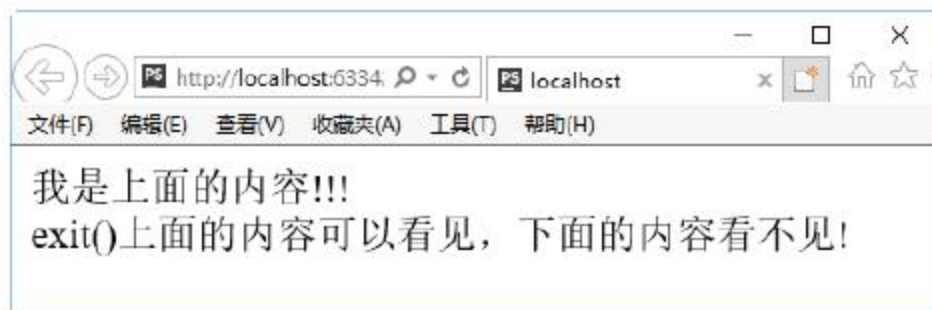 http://localhost:6334
localhost
文件(F) 编辑(E) 查看(V) 收藏夹(A) 工具(T) 帮助(H)
我是上面的内容!!!
exit()上面的内容可以看见，下面的内容看不见!